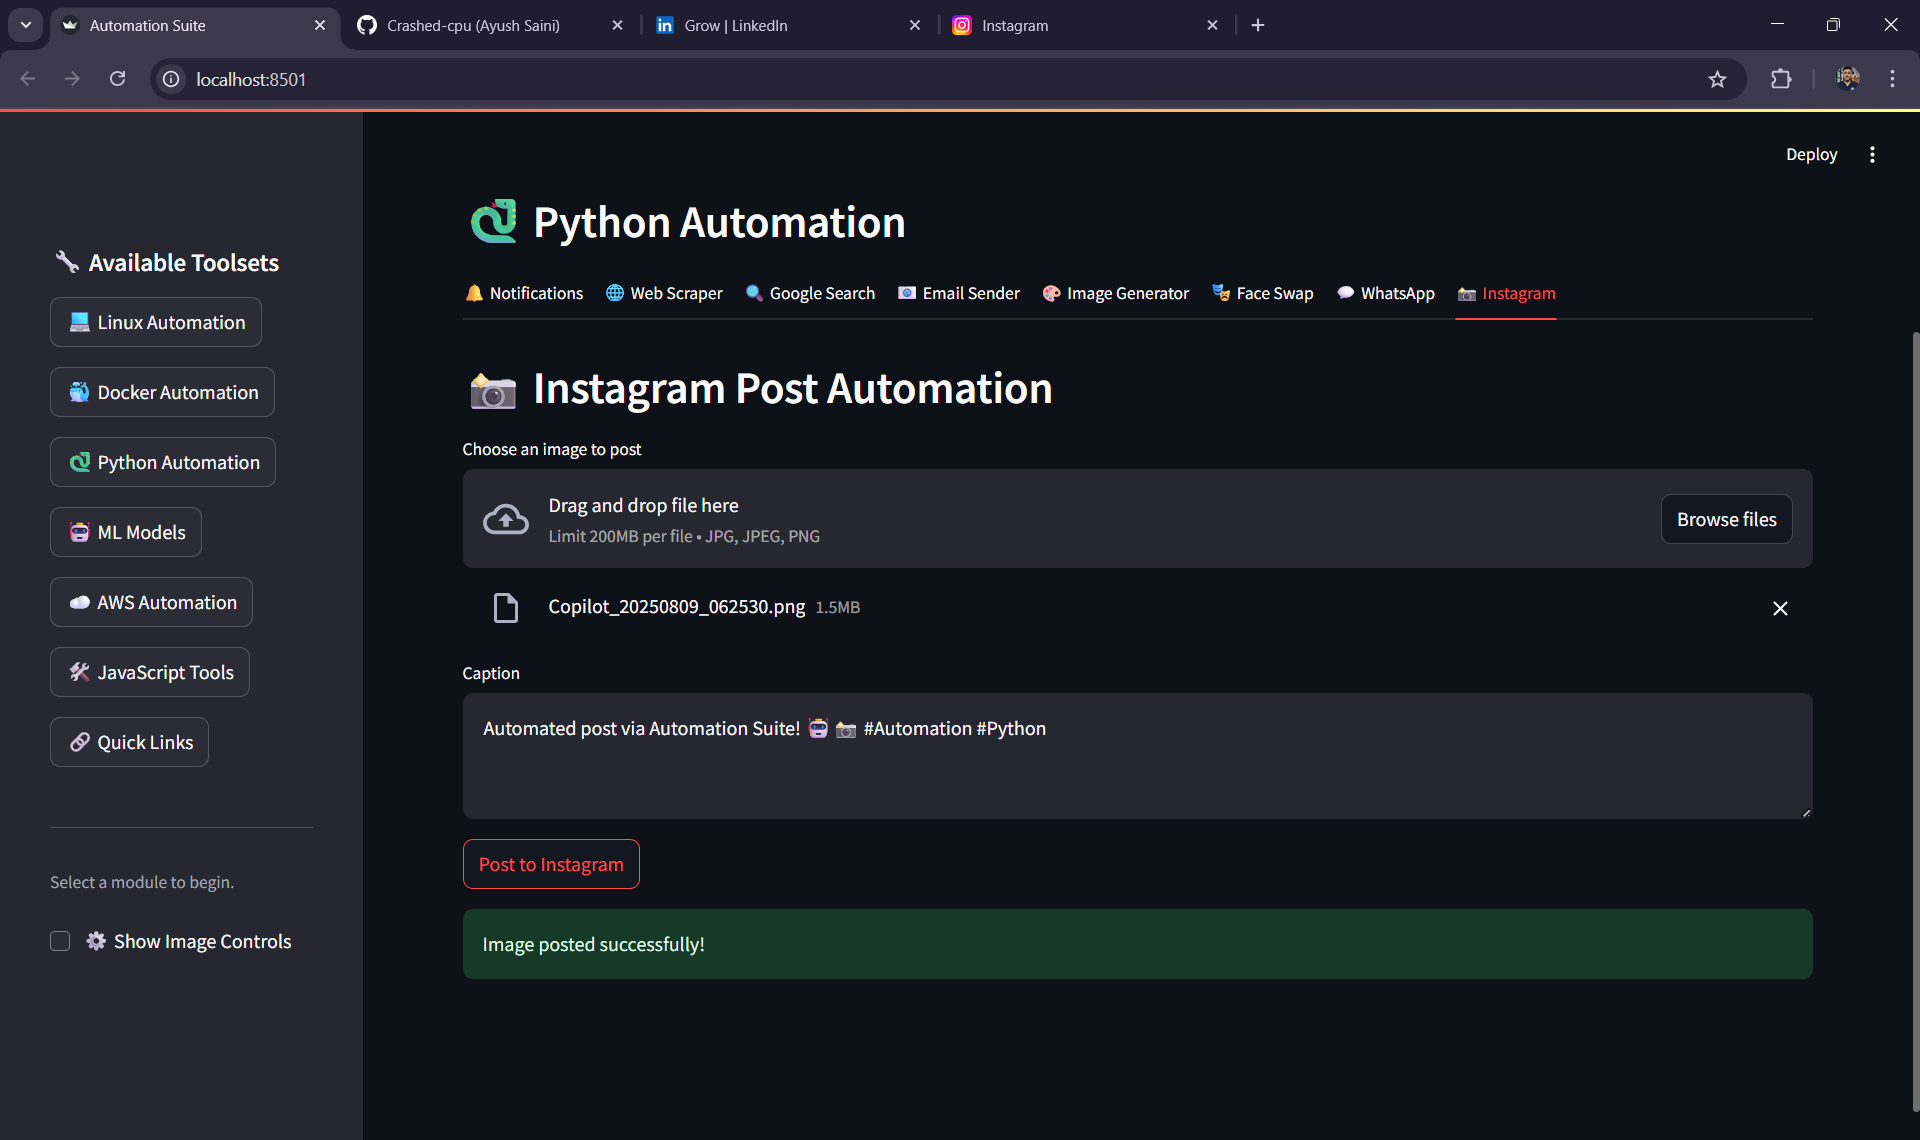 Automation Suite
Crashed-cpu (Ayush Saini)
Grow | LinkedIn
Instagram
localhost:8501
Deploy
Available Toolsets
Linux Automation
Docker Automation
Python Automation
ML Models
AWS Automation
JavaScript Tools
Quick Links
Select a module to begin.
Show Image Controls
Python Automation
Notifications
Web Scraper
Google Search
Email Sender
Image Generator
Face Swap
WhatsApp
Instagram
Instagram Post Automation
Choose an image to post
Drag and drop file here
Limit 200MB per file • JPG, JPEG, PNG
Browse files
Copilot_20250809_062530.png 1.5MB
Caption
Automated post via Automation Suite! 🤖 📸 #Automation #Python
Post to Instagram
Image posted successfully!